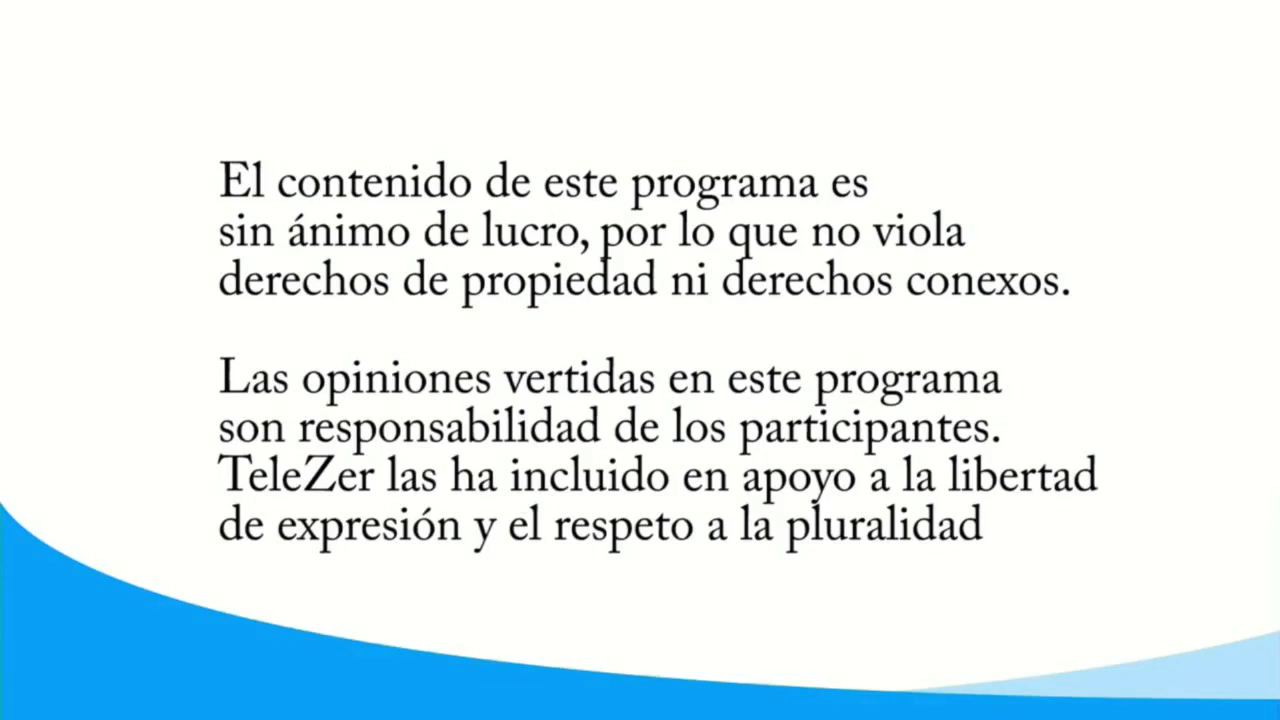 El contenido de este programa es
sin ánimo de lucro, por lo que no viola
derechos de propiedad ni derechos conexos.
Las opiniones vertidas en este programa
son responsabilidad de los participantes.
TeleZer las ha incluido en apoyo a la libertad
de expresión y el respeto a la pluralidad